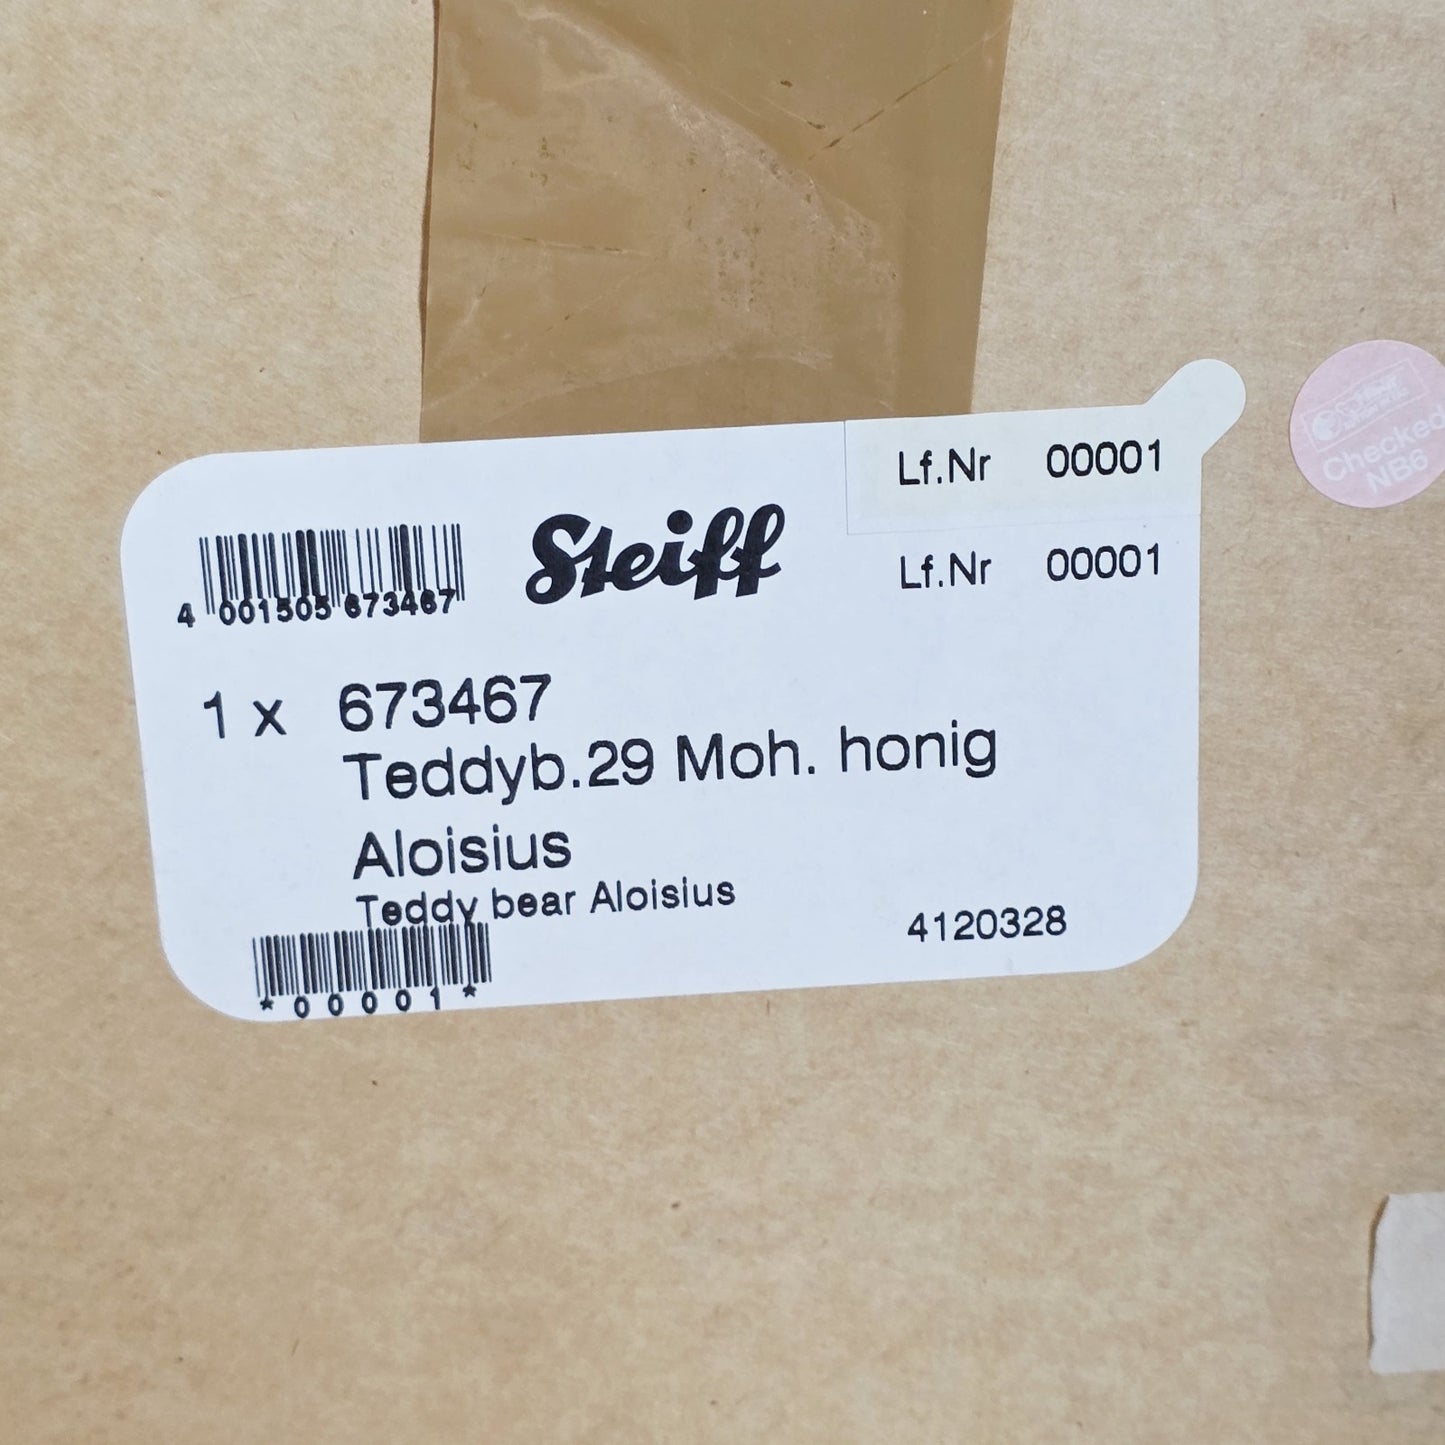 Lf.Nr 00001
Checked
NB6
Steiff
Lf.Nr 00001
4 001505 673467
1 x 673467
Teddyb.29 Moh. honig
Aloisius
Teddy bear Aloisius
4120328
*00001*